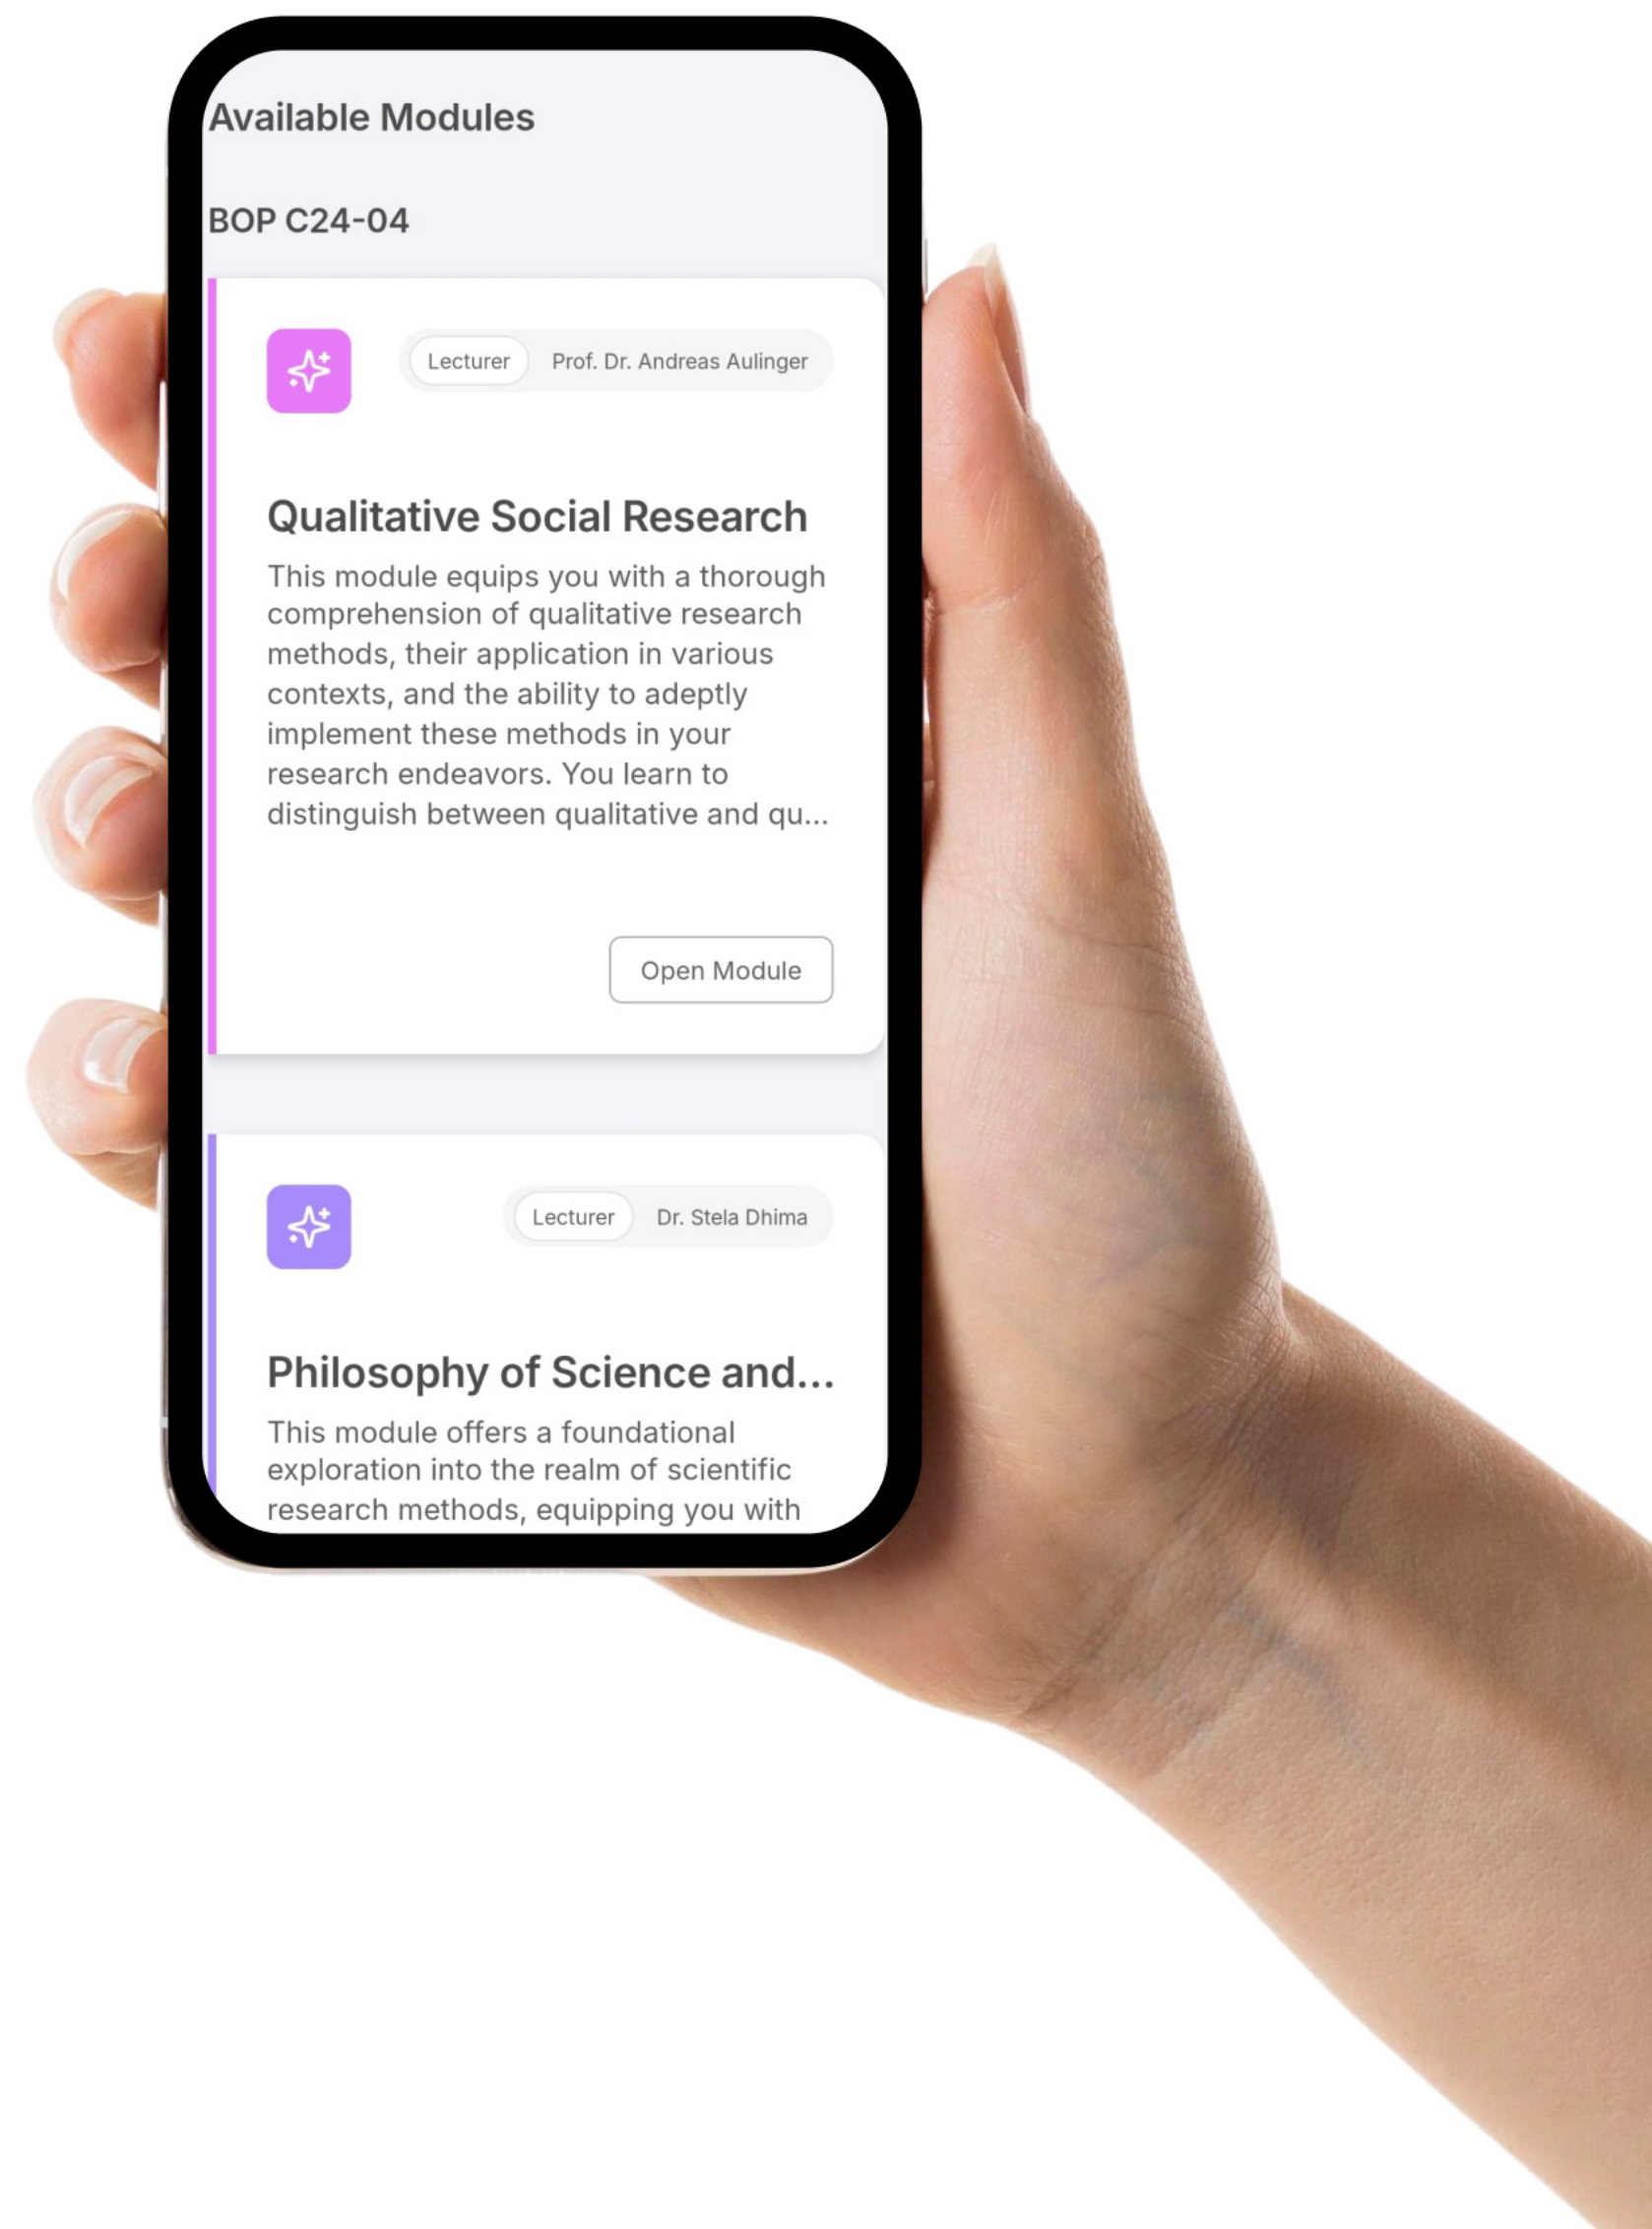 Available Modules
BOP C24-04
Lecturer Prof. Dr. Andreas Aulinger
Qualitative Social Research
This module equips you with a thorough
comprehension of qualitative research
methods, their application in various
contexts, and the ability to adeptly
implement these methods in your
research endeavors. You learn to
distinguish between qualitative and qu...
Open Module
Lecturer Dr. Stela Dhima
Philosophy of Science and...
This module offers a foundational
exploration into the realm of scientific
research methods, equipping you with